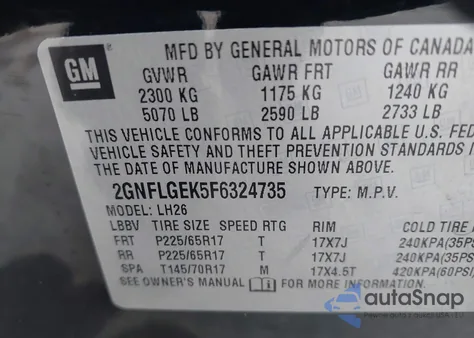 GM
MFD BY GENERAL MOTORS OF CANADA
GVWR GAWR FRT GAWR RR
2300 KG 1175 KG 1240 KG
5070 LB 2590 LB 2733 LB
THIS VEHICLE CONFORMS TO ALL APPLICABLE U.S. FED
VEHICLE SAFETY AND THEFT PREVENTION STANDARDS
THE DATE OF MANUFACTURE SHOWN ABOVE.
2GNFLGEK5F6324735 TYPE: M.P.V.
MODEL: LH26
LBBV TIRE SIZE SPEED RTG RIM COLD TIRE
FRT P225/65R17 T 17X7J 240KPA(35PS
RR P225/65R17 T 17X7J 240KPA(35PS
SPA T145/70R17 M 17X4.5T 420KPA(60PS
SEE OWNER'S MANUAL FOR MORE INFORMATION.
autoSnap